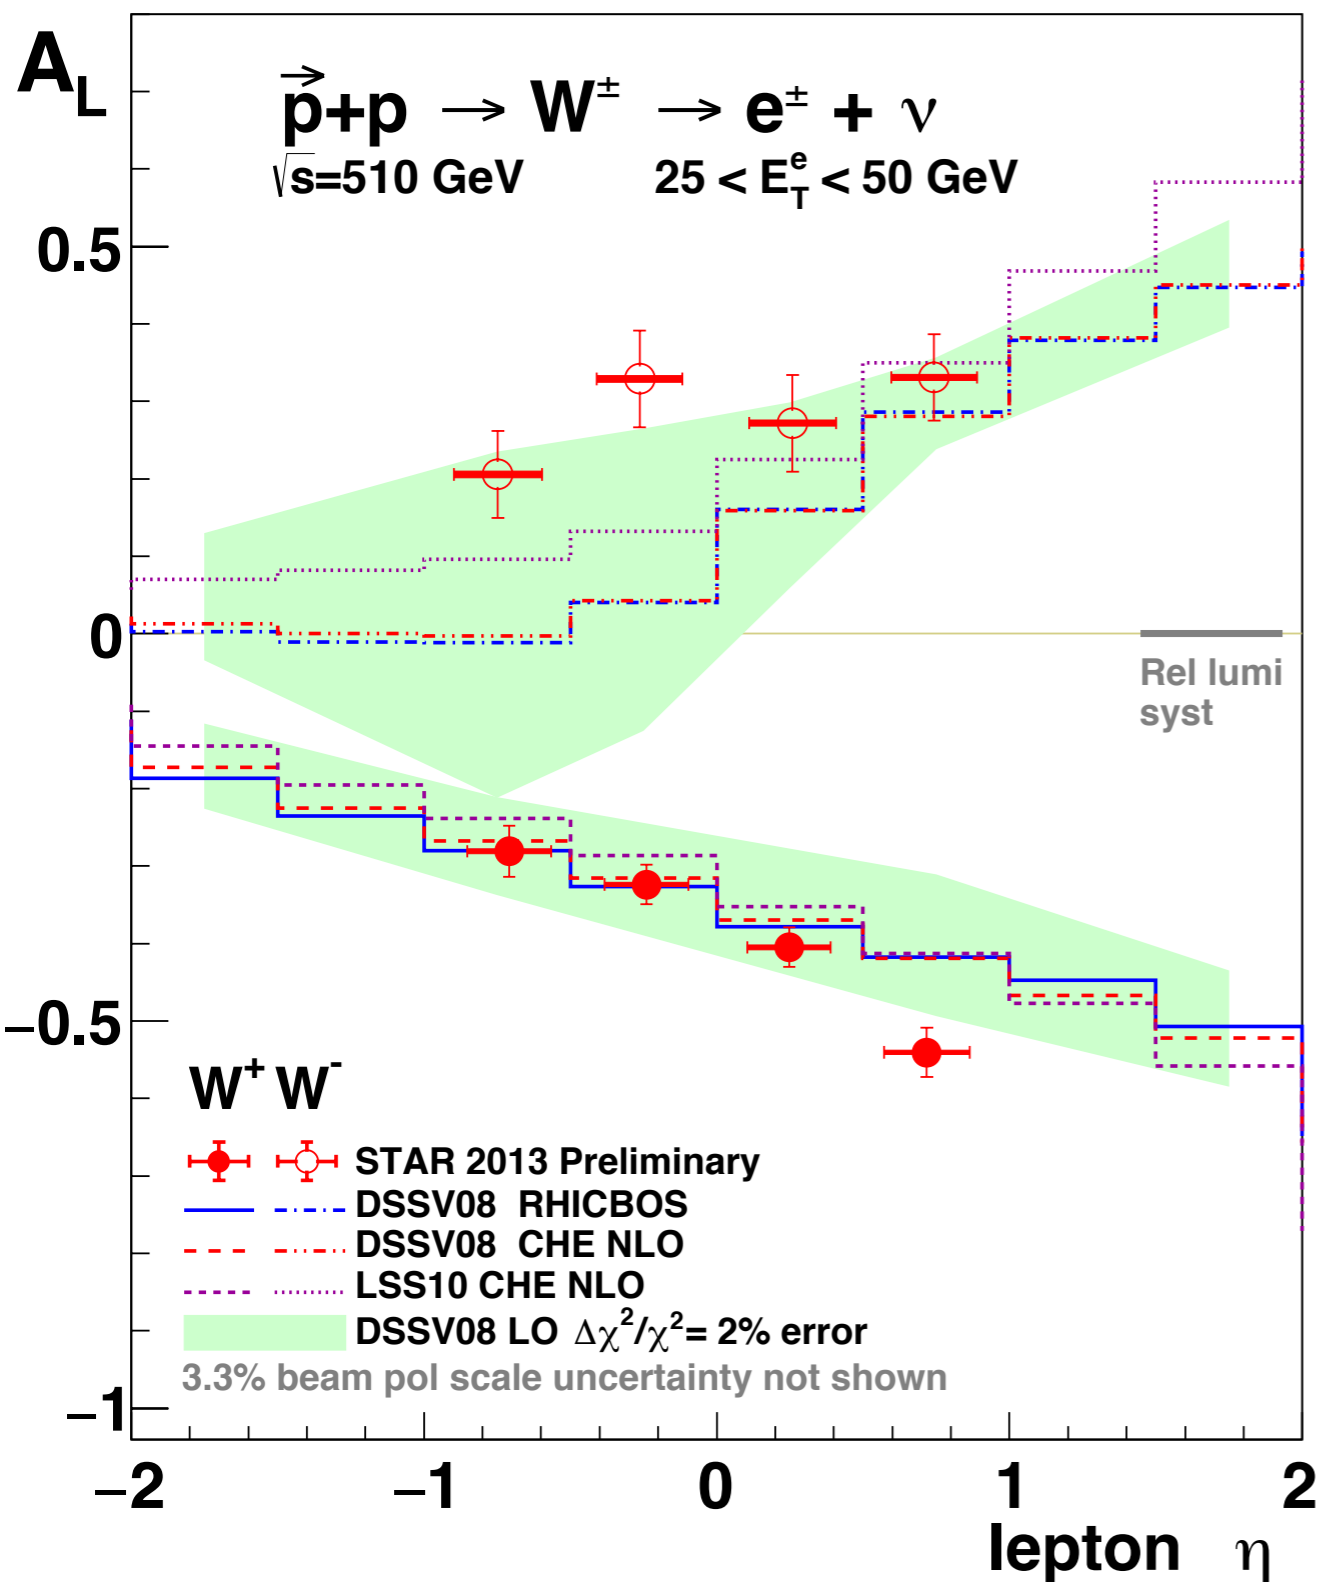 A_L
p⃗+p → W^± → e^± + ν
√s=510 GeV 25 < E_T^e < 50 GeV
0.5
0
Rel lumi
syst
−0.5
W^+ W^-
STAR 2013 Preliminary
DSSV08 RHICBOS
DSSV08 CHE NLO
LSS10 CHE NLO
DSSV08 LO Δχ^2/χ^2= 2% error
3.3% beam pol scale uncertainty not shown
−1
−2 −1 0 1 2
lepton η